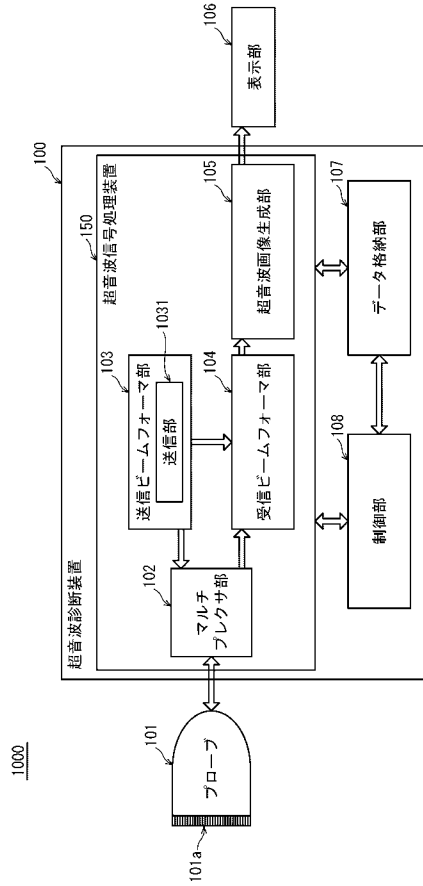 1000
100
超音波診断装置
150
超音波信号処理装置
103
送信ビームフォーマ部
1031
送信部
101
プローブ
101a
102
マルチ
プレクサ部
104
受信ビームフォーマ部
105
超音波画像生成部
106
表示部
108
制御部
107
データ格納部